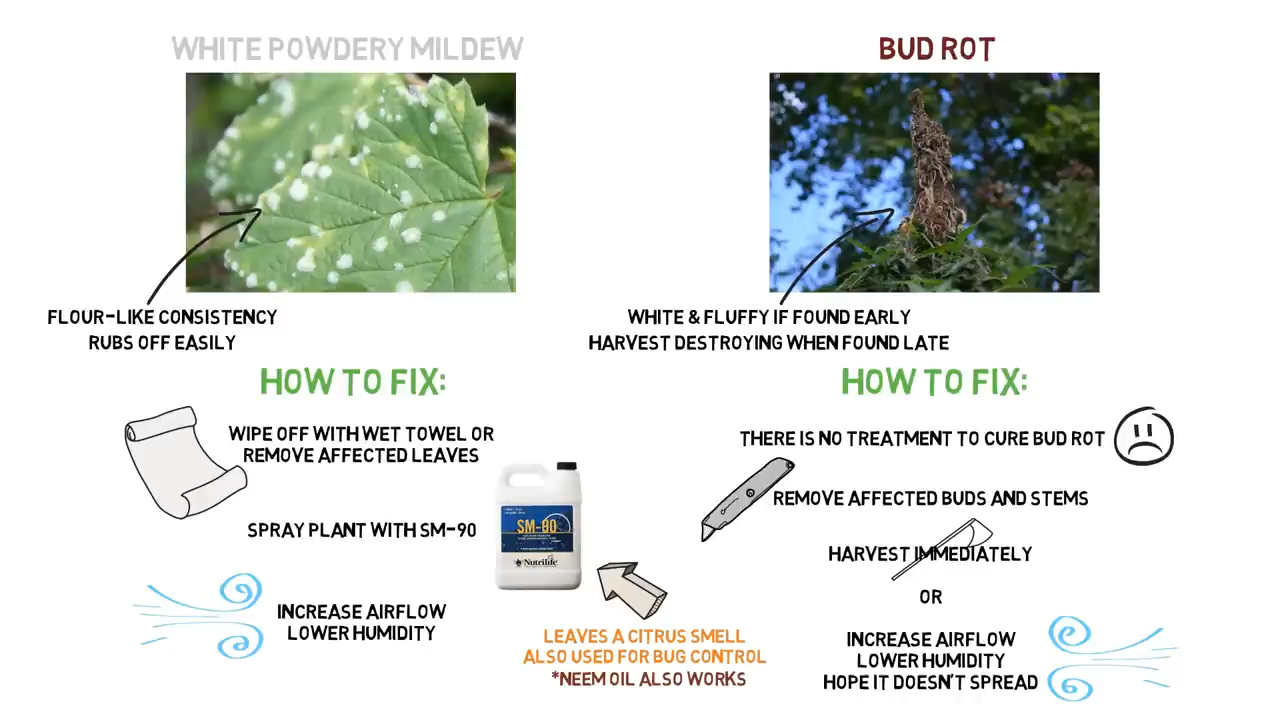 WHITE POWDERY MILDEW
FLOUR-LIKE CONSISTENCY
RUBS OFF EASILY
HOW TO FIX:
WIPE OFF WITH WET TOWEL OR
REMOVE AFFECTED LEAVES
SPRAY PLANT WITH SM-90
SM-90
Nutrilife
INCREASE AIRFLOW
LOWER HUMIDITY
LEAVES A CITRUS SMELL
ALSO USED FOR BUG CONTROL
*NEEM OIL ALSO WORKS
BUD ROT
WHITE & FLUFFY IF FOUND EARLY
HARVEST DESTROYING WHEN FOUND LATE
HOW TO FIX:
THERE IS NO TREATMENT TO CURE BUD ROT
REMOVE AFFECTED BUDS AND STEMS
HARVEST IMMEDIATELY
OR
INCREASE AIRFLOW
LOWER HUMIDITY
HOPE IT DOESN'T SPREAD